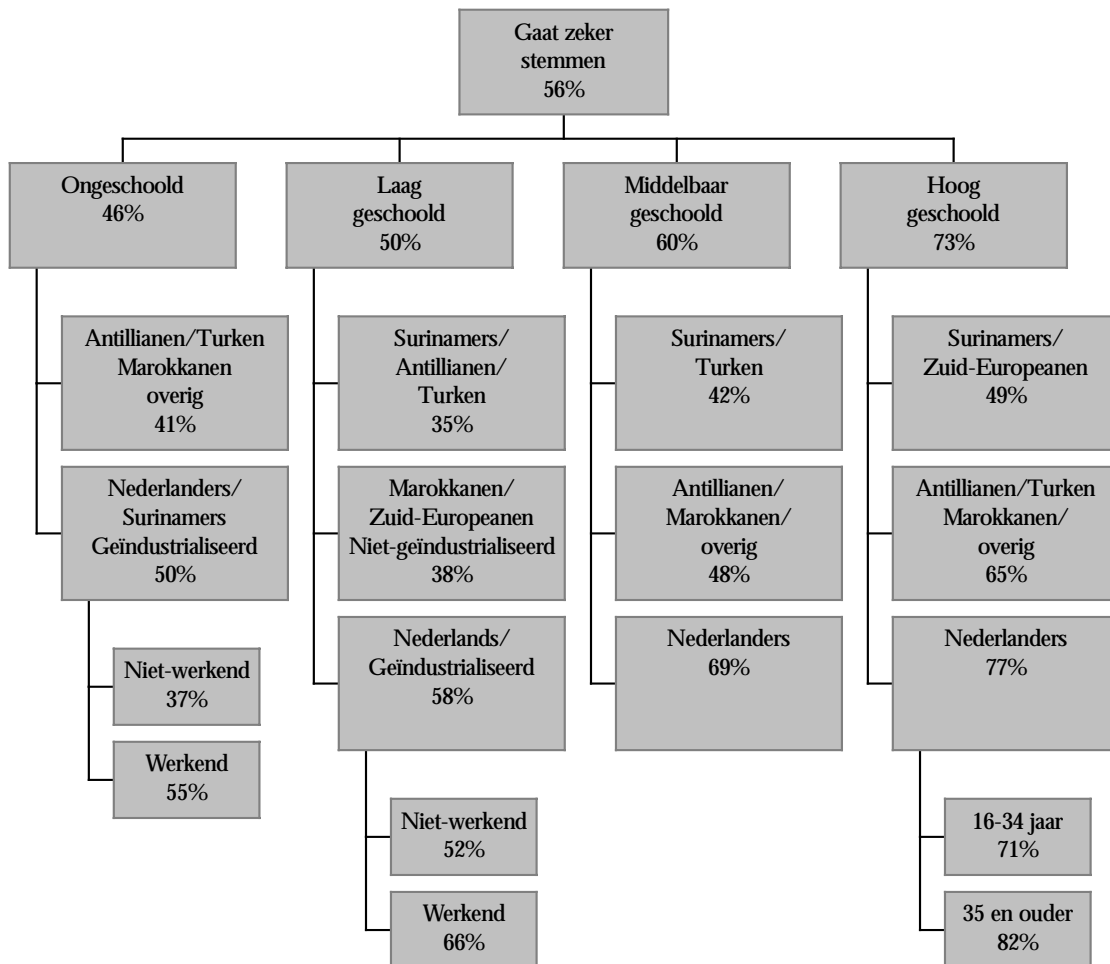 Gaat zeker
stemmen
56%
Ongeschoold
46%
Laag
geschoold
50%
Middelbaar
geschoold
60%
Hoog
geschoold
73%
Antillianen/Turken
Marokkanen
overig
41%
Surinamers/
Antillianen/
Turken
35%
Surinamers/
Turken
42%
Surinamers/
Zuid-Europeanen
49%
Nederlanders/
Surinamers
Geïndustrialiseerd
50%
Marokkanen/
Zuid-Europeanen
Niet-geïndustrialiseerd
38%
Antillianen/
Marokkanen/
overig
48%
Antillianen/Turken
Marokkanen/
overig
65%
Niet-werkend
37%
Werkend
55%
Nederlands/
Geïndustrialiseerd
58%
Nederlanders
69%
Nederlanders
77%
Niet-werkend
52%
Werkend
66%
16-34 jaar
71%
35 en ouder
82%